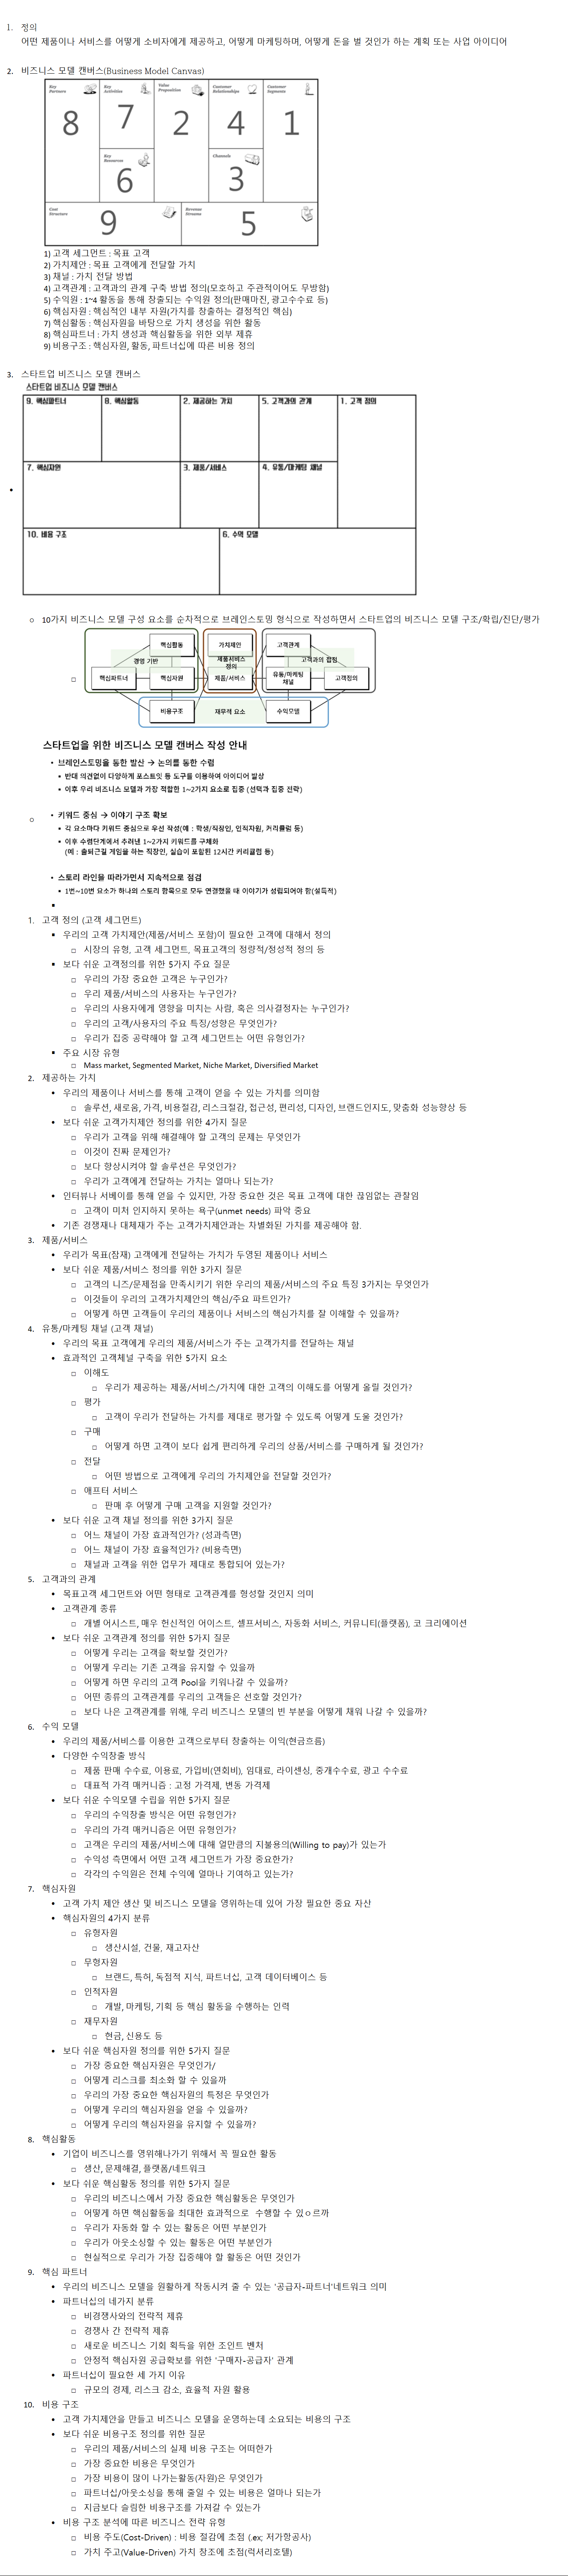 1. 정의
어떤 제품이나 서비스를 어떻게 소비자에게 제공하고, 어떻게 마케팅하며, 어떻게 돈을 벌 것인가 하는 계획 또는 사업 아이디어
2. 비즈니스 모델 캔버스(Business Model Canvas)
Key Partners
8
Key Activities
7
Value Proposition
2
Customer Relationships
4
Customer Segments
1
Key Resources
6
Channels
3
Cost Structure
9
Revenue Streams
5
1) 고객 세그먼트 : 목표 고객
2) 가치제안 : 목표 고객에게 전달할 가치
3) 채널 : 가치 전달 방법
4) 고객관계 : 고객과의 관계 구축 방법 정의(모호하고 주관적이어도 무방함)
5) 수익원 : 1~4 활동을 통해 창출되는 수익원 정의(판매마진, 광고수수료 등)
6) 핵심자원 : 핵심적인 내부 자원(가치를 창출하는 결정적인 핵심)
7) 핵심활동 : 핵심자원을 바탕으로 가치 생성을 위한 활동
8) 핵심파트너 : 가치 생성과 핵심활동을 위한 외부 제휴
9) 비용구조 : 핵심자원, 활동, 파트너십에 따른 비용 정의
3. 스타트업 비즈니스 모델 캔버스
스타트업 비즈니스 모델 캔버스
9. 핵심파트너
8. 핵심활동
2. 제공하는 가치
5. 고객과의 관계
1. 고객 정의
7. 핵심자원
3. 제품/서비스
4. 유통/마케팅 채널
10. 비용 구조
6. 수익 모델
10가지 비즈니스 모델 구성 요소를 순차적으로 브레인스토밍 형식으로 작성하면서 스타트업의 비즈니스 모델 구조/확립/진단/평가
핵심활동
가치제안
고객관계
경영 기반
제품서비스 정의
고객과의 접점
핵심파트너
핵심자원
제품/서비스
유통/마케팅 채널
고객정의
비용구조
재무적 요소
수익모델
스타트업을 위한 비즈니스 모델 캔버스 작성 안내
• 브레인스토밍을 통한 발산 → 논의를 통한 수렴
• 반대 의견없이 다양하게 포스트잇 등 도구를 이용하여 아이디어 발상
• 이후 우리 비즈니스 모델과 가장 적합한 1~2가지 요소로 집중 (선택과 집중 전략)
• 키워드 중심 → 이야기 구조 확보
• 각 요소마다 키워드 중심으로 우선 작성(예 : 학생/직장인, 인적자원, 커리큘럼 등)
• 이후 수렴단계에서 추려낸 1~2가지 키워드를 구체화
(예 : 출퇴근길 게임을 하는 직장인, 실습이 포함된 12시간 커리큘럼 등)
• 스토리 라인을 따라가면서 지속적으로 점검
• 1번~10번 요소가 하나의 스토리 항목으로 모두 연결했을 때 이야기가 성립되어야 함(설득적)
1. 고객 정의 (고객 세그먼트)
우리의 고객 가치제안(제품/서비스 포함)이 필요한 고객에 대해서 정의
시장의 유형, 고객 세그먼트, 목표고객의 정량적/정성적 정의 등
보다 쉬운 고객정의를 위한 5가지 주요 질문
우리의 가장 중요한 고객은 누구인가?
우리 제품/서비스의 사용자는 누구인가?
우리의 사용자에게 영향을 미치는 사람, 혹은 의사결정자는 누구인가?
우리의 고객/사용자의 주요 특징/성향은 무엇인가?
우리가 집중 공략해야 할 고객 세그먼트는 어떤 유형인가?
주요 시장 유형
Mass market, Segmented Market, Niche Market, Diversified Market
2. 제공하는 가치
우리의 제품이나 서비스를 통해 고객이 얻을 수 있는 가치를 의미함
솔루션, 새로움, 가격, 비용절감, 리스크절감, 접근성, 편리성, 디자인, 브랜드인지도, 맞춤화 성능향상 등
보다 쉬운 고객가치제안 정의를 위한 4가지 질문
우리가 고객을 위해 해결해야 할 고객의 문제는 무엇인가
이것이 진짜 문제인가?
보다 향상시켜야 할 솔루션은 무엇인가?
우리가 고객에게 전달하는 가치는 얼마나 되는가?
인터뷰나 서베이를 통해 얻을 수 있지만, 가장 중요한 것은 목표 고객에 대한 끊임없는 관찰임
고객이 미처 인지하지 못하는 욕구(unmet needs) 파악 중요
기존 경쟁재나 대체재가 주는 고객가치제안과는 차별화된 가치를 제공해야 함.
3. 제품/서비스
우리가 목표(잠재) 고객에게 전달하는 가치가 투영된 제품이나 서비스
보다 쉬운 제품/서비스 정의를 위한 3가지 질문
고객의 니즈/문제점을 만족시키기 위한 우리의 제품/서비스의 주요 특징 3가지는 무엇인가
이것들이 우리의 고객가치제안의 핵심/주요 파트인가?
어떻게 하면 고객들이 우리의 제품이나 서비스의 핵심가치를 잘 이해할 수 있을까?
4. 유통/마케팅 채널 (고객 채널)
우리의 목표 고객에게 우리의 제품/서비스가 주는 고객가치를 전달하는 채널
효과적인 고객체널 구축을 위한 5가지 요소
이해도
우리가 제공하는 제품/서비스/가치에 대한 고객의 이해도를 어떻게 올릴 것인가?
평가
고객이 우리가 전달하는 가치를 제대로 평가할 수 있도록 어떻게 도울 것인가?
구매
어떻게 하면 고객이 보다 쉽게 편리하게 우리의 상품/서비스를 구매하게 될 것인가?
전달
어떤 방법으로 고객에게 우리의 가치제안을 전달할 것인가?
애프터 서비스
판매 후 어떻게 구매 고객을 지원할 것인가?
보다 쉬운 고객 채널 정의를 위한 3가지 질문
어느 채널이 가장 효과적인가? (성과측면)
어느 채널이 가장 효율적인가? (비용측면)
채널과 고객을 위한 업무가 제대로 통합되어 있는가?
5. 고객과의 관계
목표고객 세그먼트와 어떤 형태로 고객관계를 형성할 것인지 의미
고객관계 종류
개별 어시스트, 매우 헌신적인 어이스트, 셀프서비스, 자동화 서비스, 커뮤니티(플랫폼), 코 크리에이션
보다 쉬운 고객관계 정의를 위한 5가지 질문
어떻게 우리는 고객을 확보할 것인가?
어떻게 우리는 기존 고객을 유지할 수 있을까
어떻게 하면 우리의 고객 Pool을 키워나갈 수 있을까?
어떤 종류의 고객관계를 우리의 고객들은 선호할 것인가?
보다 나은 고객관계를 위해, 우리 비즈니스 모델의 빈 부분을 어떻게 채워 나갈 수 있을까?
6. 수익 모델
우리의 제품/서비스를 이용한 고객으로부터 창출하는 이익(현금흐름)
다양한 수익창출 방식
제품 판매 수수료, 이용료, 가입비(연회비), 임대료, 라이센싱, 중개수수료, 광고 수수료
대표적 가격 매커니즘 : 고정 가격제, 변동 가격제
보다 쉬운 수익모델 수립을 위한 5가지 질문
우리의 수익창출 방식은 어떤 유형인가?
우리의 가격 매커니즘은 어떤 유형인가?
고객은 우리의 제품/서비스에 대해 얼만큼의 지불용의(Willing to pay)가 있는가
수익성 측면에서 어떤 고객 세그먼트가 가장 중요한가?
각각의 수익원은 전체 수익에 얼마나 기여하고 있는가?
7. 핵심자원
고객 가치 제안 생산 및 비즈니스 모델을 영위하는데 있어 가장 필요한 중요 자산
핵심자원의 4가지 분류
유형자원
생산시설, 건물, 재고자산
무형자원
브랜드, 특허, 독점적 지식, 파트너십, 고객 데이터베이스 등
인적자원
개발, 마케팅, 기획 등 핵심 활동을 수행하는 인력
재무자원
현금, 신용도 등
보다 쉬운 핵심자원 정의를 위한 5가지 질문
가장 중요한 핵심자원은 무엇인가/
어떻게 리스크를 최소화 할 수 있을까
우리의 가장 중요한 핵심자원의 특정은 무엇인가
어떻게 우리의 핵심자원을 얻을 수 있을까?
어떻게 우리의 핵심자원을 유지할 수 있을까?
8. 핵심활동
기업이 비즈니스를 영위해나가기 위해서 꼭 필요한 활동
생산, 문제해결, 플랫폼/네트워크
보다 쉬운 핵심활동 정의를 위한 5가지 질문
우리의 비즈니스에서 가장 중요한 핵심활동은 무엇인가
어떻게 하면 핵심활동을 최대한 효과적으로 수행할 수 있ㅇ르까
우리가 자동화 할 수 있는 활동은 어떤 부분인가
우리가 아웃소싱할 수 있는 활동은 어떤 부분인가
현실적으로 우리가 가장 집중해야 할 활동은 어떤 것인가
9. 핵심 파트너
우리의 비즈니스 모델을 원활하게 작동시켜 줄 수 있는 '공급자-파트너'네트워크 의미
파트너십의 네가지 분류
비경쟁사와의 전략적 제휴
경쟁사 간 전략적 제휴
새로운 비즈니스 기회 획득을 위한 조인트 벤처
안정적 핵심자원 공급확보를 위한 '구매자-공급자' 관계
파트너십이 필요한 세 가지 이유
규모의 경제, 리스크 감소, 효율적 자원 활용
10. 비용 구조
고객 가치제안을 만들고 비즈니스 모델을 운영하는데 소요되는 비용의 구조
보다 쉬운 비용구조 정의를 위한 질문
우리의 제품/서비스의 실제 비용 구조는 어떠한가
가장 중요한 비용은 무엇인가
가장 비용이 많이 나가는활동(자원)은 무엇인가
파트너십/아웃소싱을 통해 줄일 수 있는 비용은 얼마나 되는가
지금보다 슬림한 비용구조를 가져갈 수 있는가
비용 구조 분석에 따른 비즈니스 전략 유형
비용 주도(Cost-Driven) : 비용 절감에 초점 (.ex; 저가항공사)
가치 주고(Value-Driven) 가치 창조에 초점(럭셔리호텔)